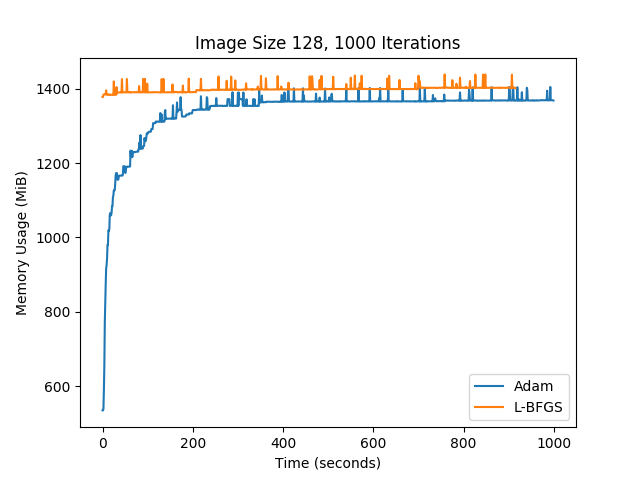 Image Size 128, 1000 Iterations
Memory Usage (MiB)
1400
1200
1000
800
600
0
200
400
600
800
1000
Time (seconds)
Adam
L-BFGS